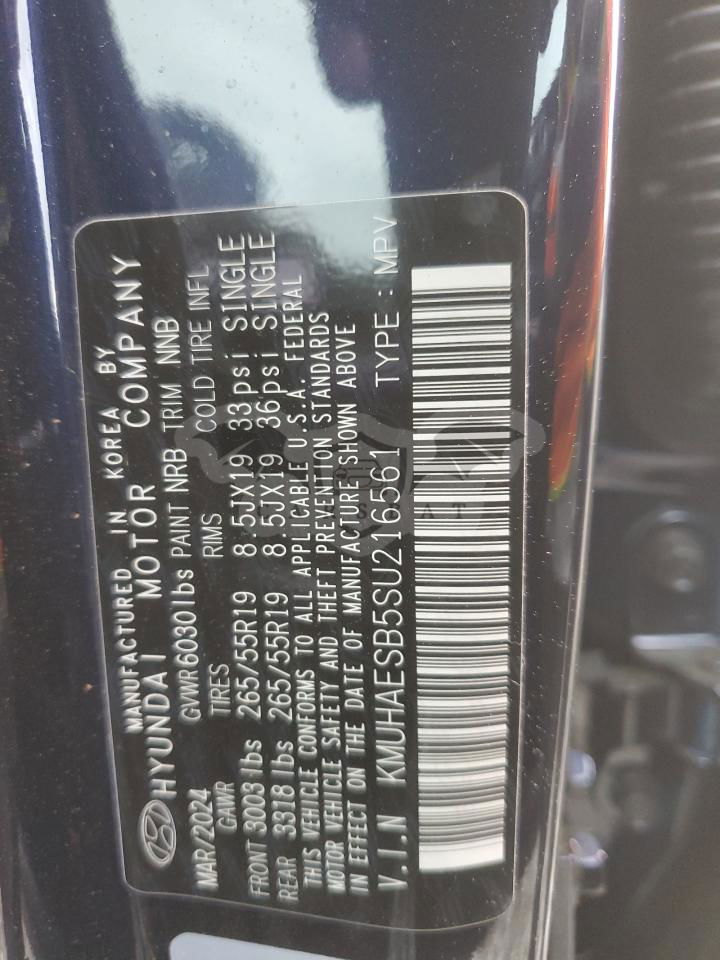 MANUFACTURED IN KOREA BY
HYUNDAI MOTOR COMPANY
MAR/2024 GVWR 6030 lbs PAINT NRB TRIM NNB
GAWR TIRES RIMS COLD TIRE INFL
FRONT 3003 lbs 265/55R19 8.5JX19 33psi SINGLE
REAR 3318 lbs 265/55R19 8.5JX19 36psi SINGLE
THIS VEHICLE CONFORMS TO ALL APPLICABLE U.S.A. FEDERAL
MOTOR VEHICLE SAFETY AND THEFT PREVENTION STANDARDS
IN EFFECT ON THE DATE OF MANUFACTURE SHOWN ABOVE
V.I.N KMUHAESB5SU216561 TYPE : MPV